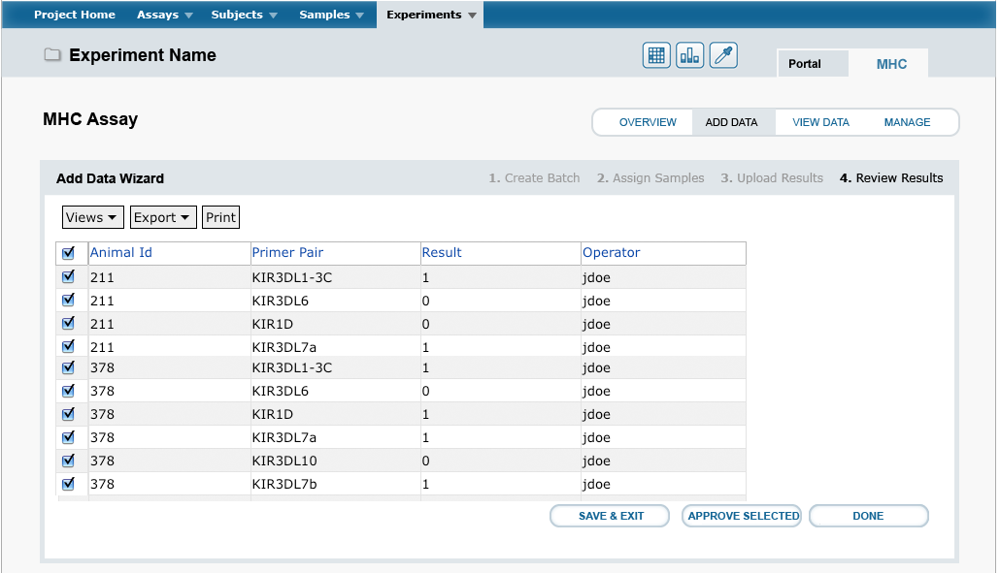 Project Home Assays Subjects Samples Experiments
Experiment Name
Portal MHC
MHC Assay
OVERVIEW ADD DATA VIEW DATA MANAGE
Add Data Wizard 1. Create Batch 2. Assign Samples 3. Upload Results 4. Review Results
Views Export Print
Animal Id Primer Pair Result Operator
211 KIR3DL1-3C 1 jdoe
211 KIR3DL6 0 jdoe
211 KIR1D 0 jdoe
211 KIR3DL7a 1 jdoe
378 KIR3DL1-3C 1 jdoe
378 KIR3DL6 0 jdoe
378 KIR1D 1 jdoe
378 KIR3DL7a 1 jdoe
378 KIR3DL10 0 jdoe
378 KIR3DL7b 1 jdoe
SAVE & EXIT APPROVE SELECTED DONE